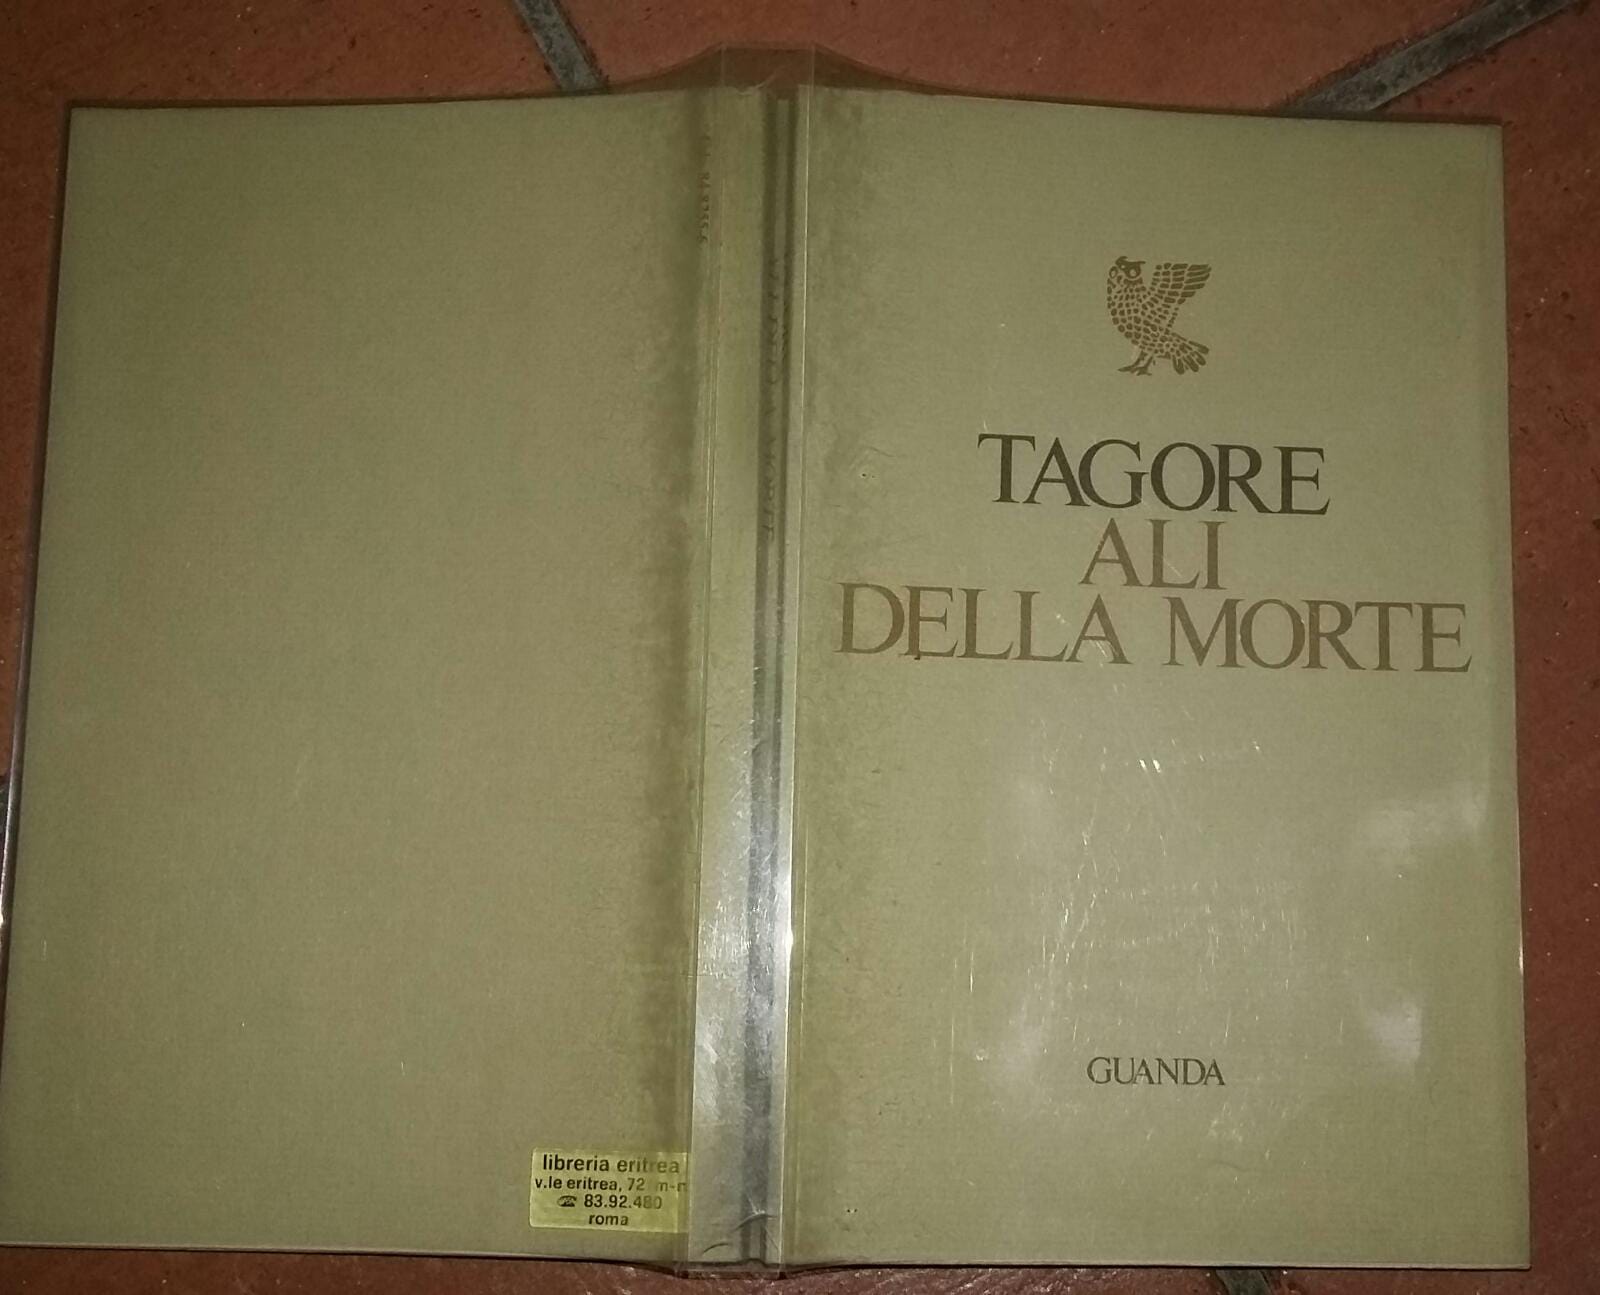 TAGORE
ALI
DELLA MORTE
GUANDA
libreria eritrea
v.le eritrea, 72 m-n
☎ 83.92.480
roma